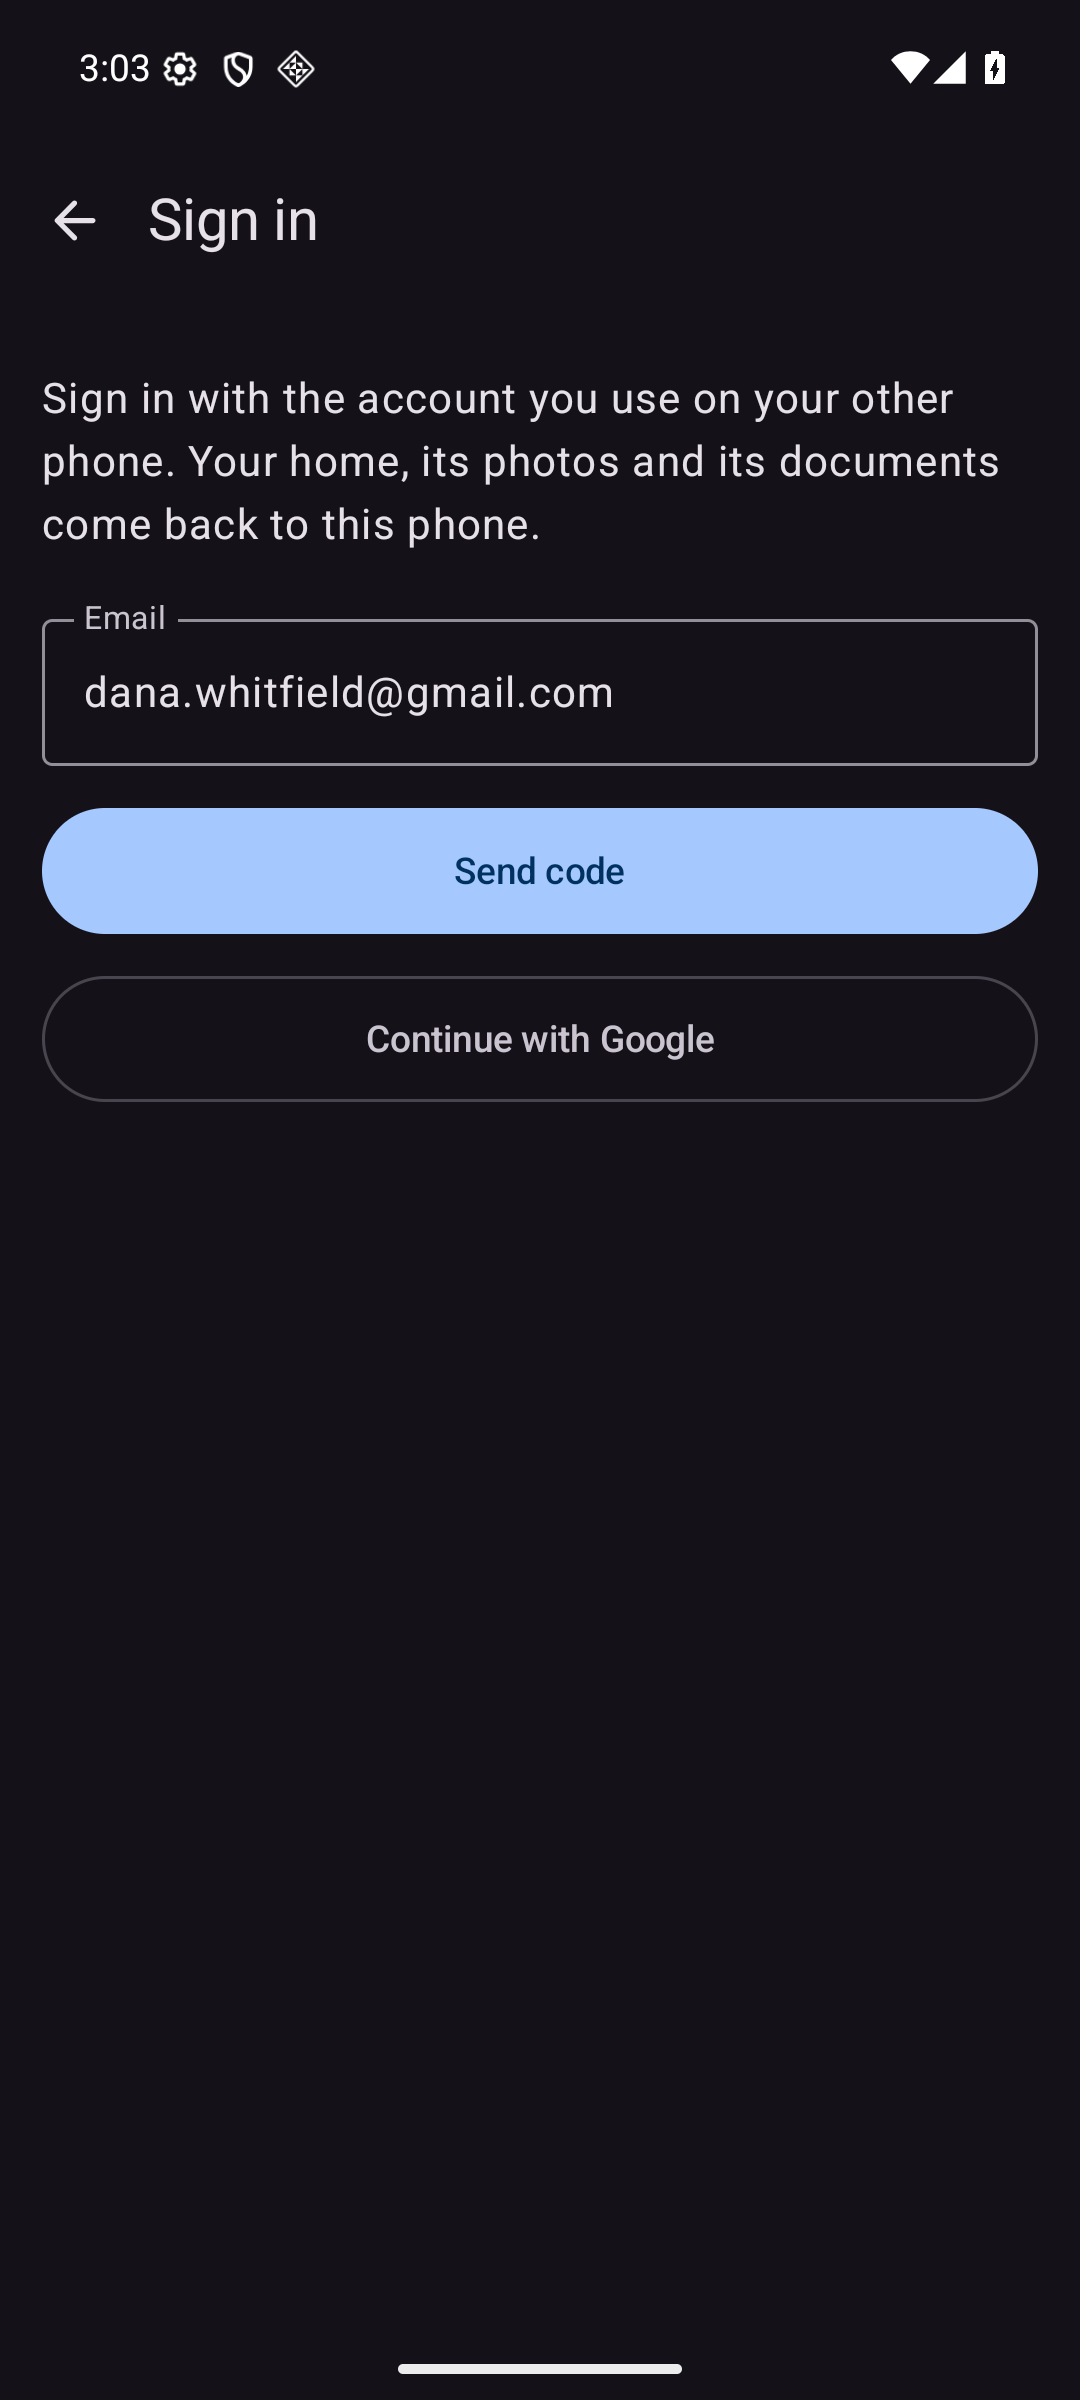 3:03
Sign in
Sign in with the account you use on your other
phone. Your home, its photos and its documents
come back to this phone.
Email
dana.whitfield@gmail.com
Send code
Continue with Google